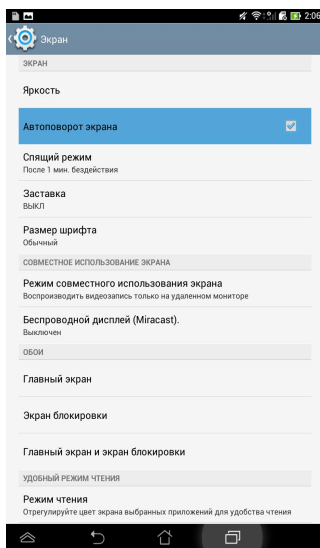 2:06
Экран
ЭКРАН
Яркость
Автоповорот экрана
Спящий режим
После 1 мин. бездействия
Заставка
ВЫКЛ
Размер шрифта
Обычный
СОВМЕСТНОЕ ИСПОЛЬЗОВАНИЕ ЭКРАНА
Режим совместного использования экрана
Воспроизводить видеозапись только на удаленном мониторе
Беспроводной дисплей (Miracast).
Выключен
ОБОИ
Главный экран
Экран блокировки
Главный экран и экран блокировки
УДОБНЫЙ РЕЖИМ ЧТЕНИЯ
Режим чтения
Отрегулируйте цвет экрана выбранных приложений для удобства чтения